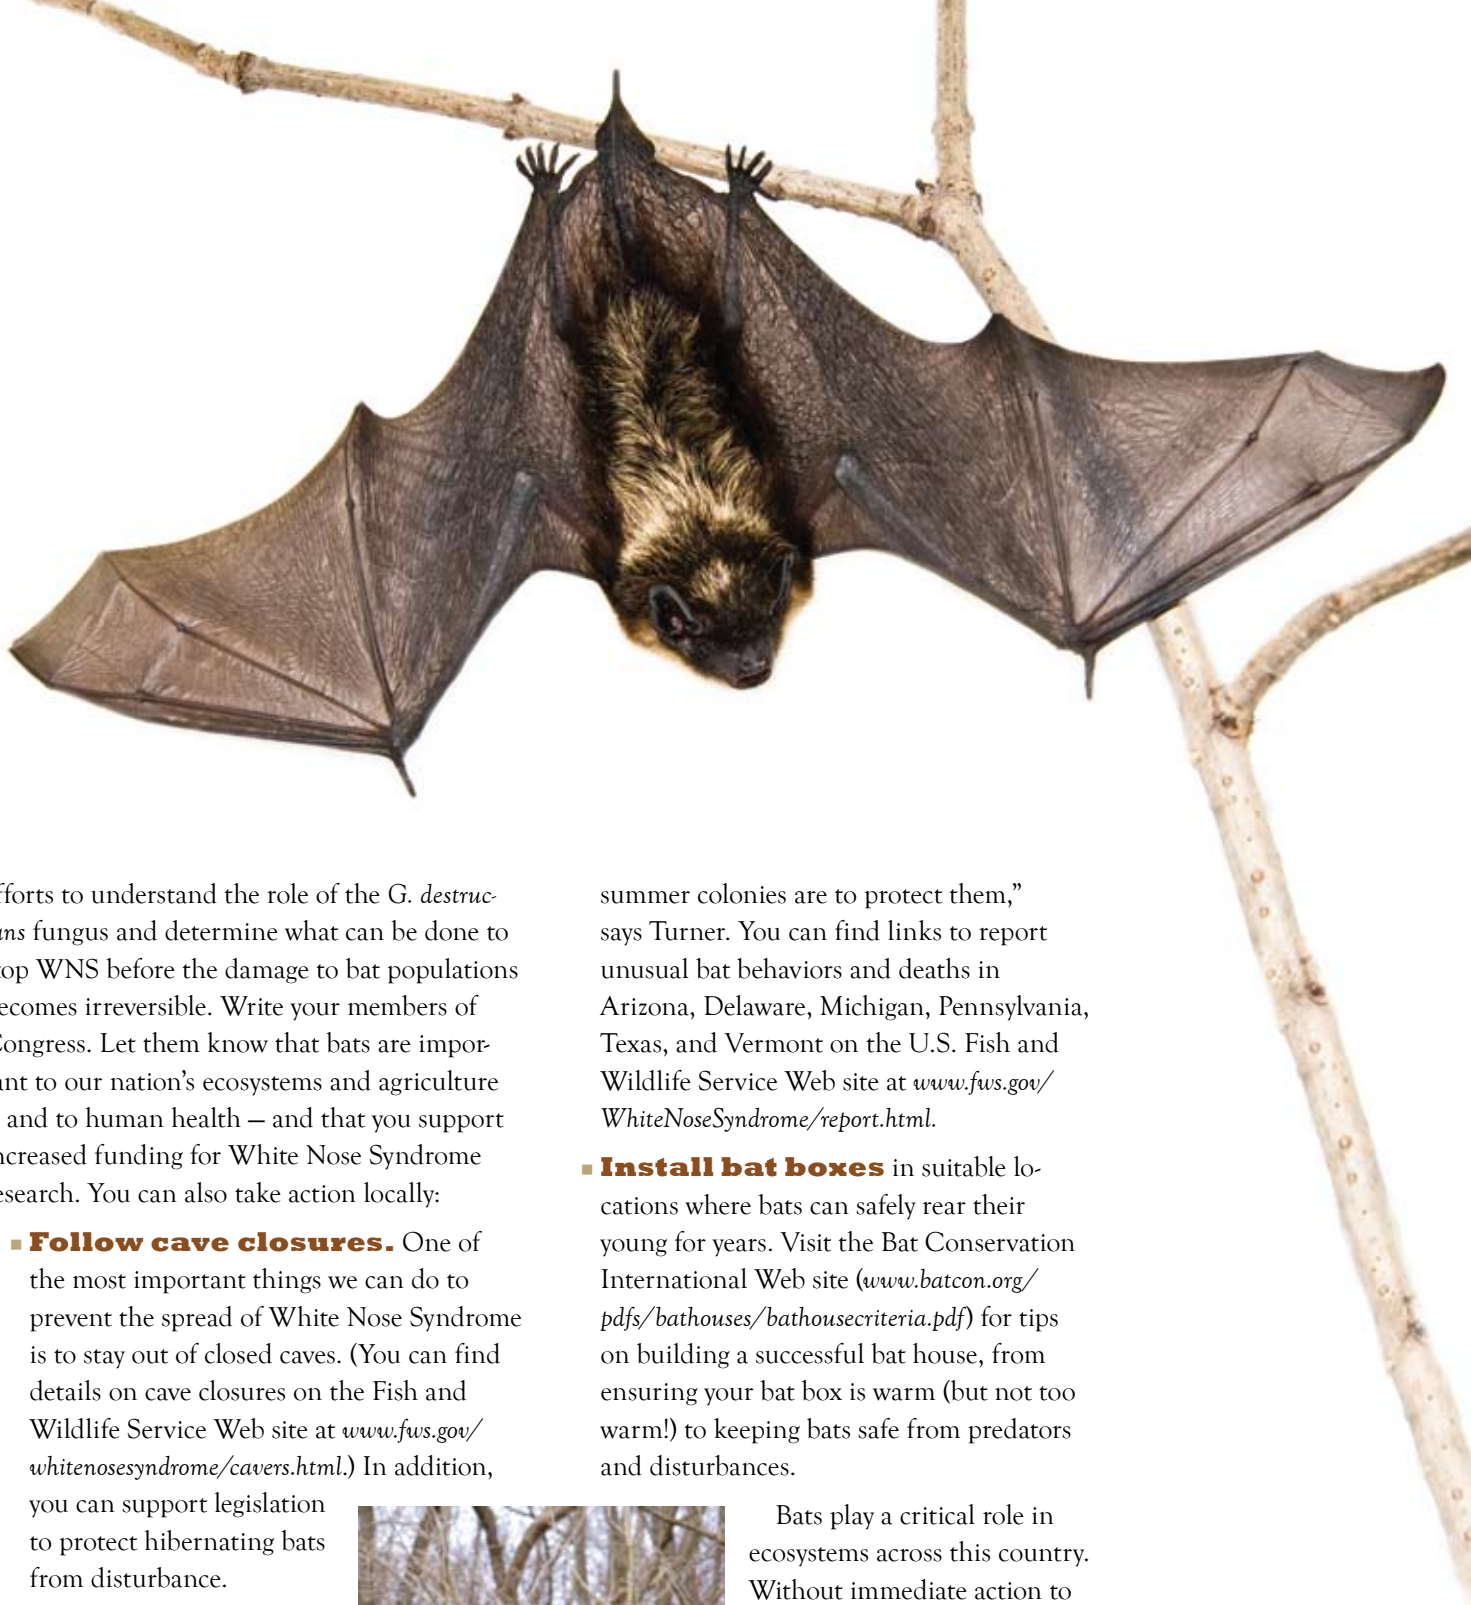 fforts to understand the role of the G. destruc-
ns fungus and determine what can be done to
top WNS before the damage to bat populations
ecomes irreversible. Write your members of
Congress. Let them know that bats are impor-
ant to our nation's ecosystems and agriculture
and to human health — and that you support
ncreased funding for White Nose Syndrome
esearch. You can also take action locally:
■ Follow cave closures. One of
the most important things we can do to
prevent the spread of White Nose Syndrome
is to stay out of closed caves. (You can find
details on cave closures on the Fish and
Wildlife Service Web site at www.fws.gov/
whitenosesyndrome/cavers.html.) In addition,
you can support legislation
to protect hibernating bats
from disturbance.
summer colonies are to protect them,”
says Turner. You can find links to report
unusual bat behaviors and deaths in
Arizona, Delaware, Michigan, Pennsylvania,
Texas, and Vermont on the U.S. Fish and
Wildlife Service Web site at www.fws.gov/
WhiteNoseSyndrome/report.html.
■ Install bat boxes in suitable lo-
cations where bats can safely rear their
young for years. Visit the Bat Conservation
International Web site (www.batcon.org/
pdfs/bathouses/bathousecriteria.pdf) for tips
on building a successful bat house, from
ensuring your bat box is warm (but not too
warm!) to keeping bats safe from predators
and disturbances.
Bats play a critical role in
ecosystems across this country.
Without immediate action to